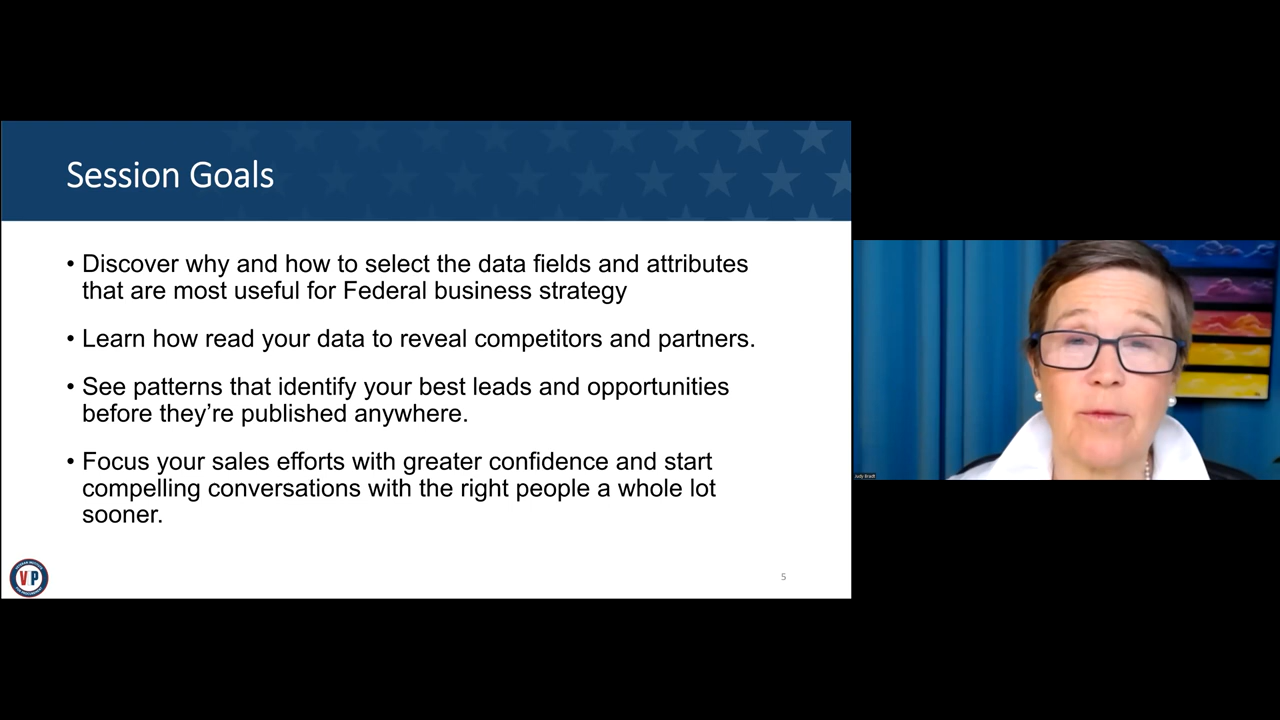 Session Goals
• Discover why and how to select the data fields and attributes
that are most useful for Federal business strategy
• Learn how read your data to reveal competitors and partners.
• See patterns that identify your best leads and opportunities
before they’re published anywhere.
• Focus your sales efforts with greater confidence and start
compelling conversations with the right people a whole lot
sooner.
VIP
5
Judy Bradt